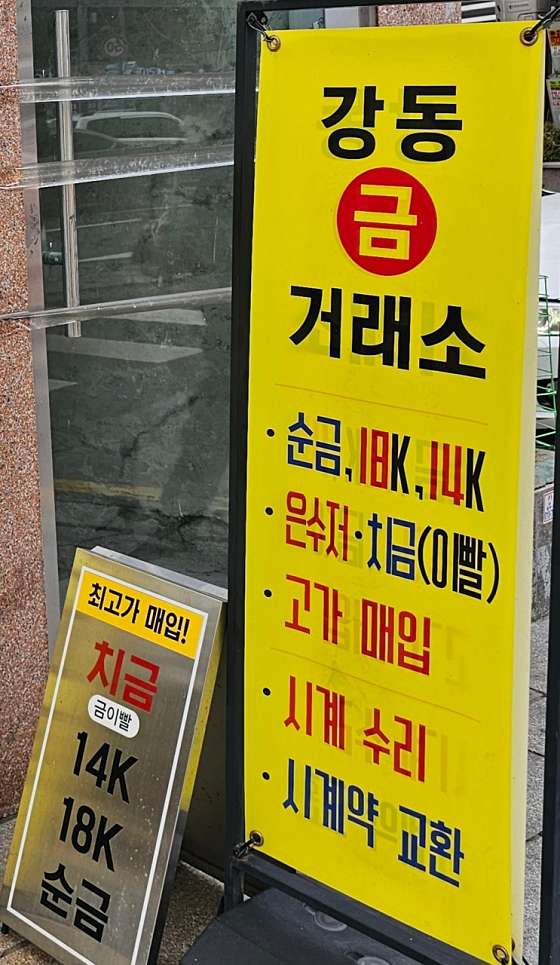 강동
금
거래소
· 순금, 18K, 14K
· 은수저·치금(이빨)
· 고가 매입
· 시계 수리
· 시계약 교환
최고가 매입!
치금
금이빨
14K
18K
순금